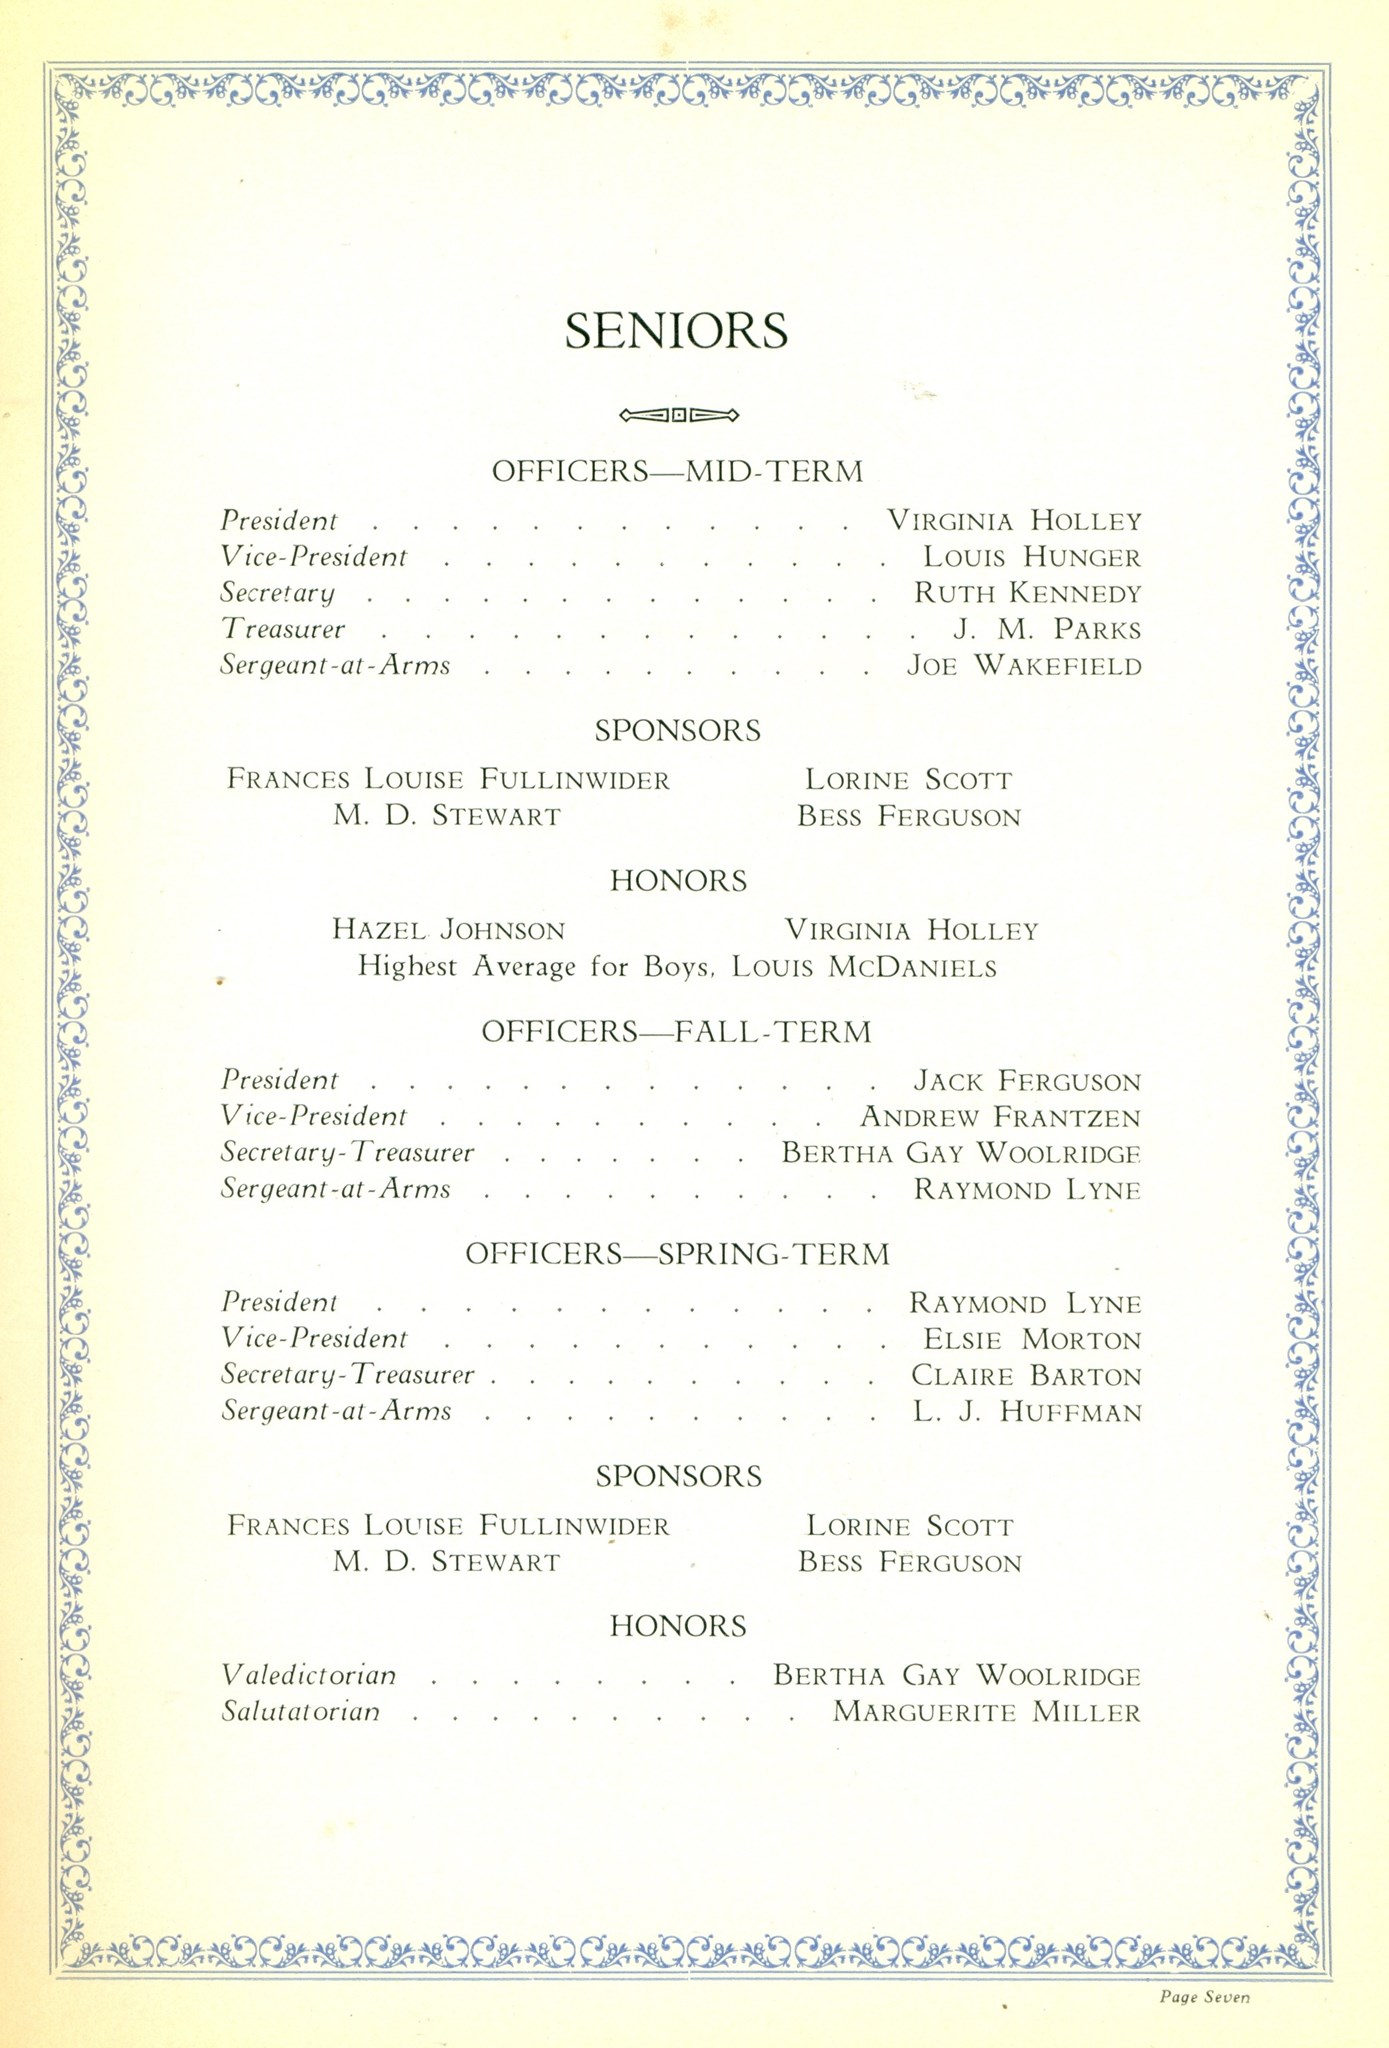 SENIORS
OFFICERS—MID-TERM
President . . . . . . . . . . . . . VIRGINIA HOLLEY
Vice-President . . . . . . . . . . . . LOUIS HUNGER
Secretary . . . . . . . . . . . . . . RUTH KENNEDY
Treasurer . . . . . . . . . . . . . . . J. M. PARKS
Sergeant-at-Arms . . . . . . . . . . JOE WAKEFIELD
SPONSORS
FRANCES LOUISE FULLINWIDER LORINE SCOTT
M. D. STEWART BESS FERGUSON
HONORS
HAZEL JOHNSON VIRGINIA HOLLEY
Highest Average for Boys, LOUIS MCDANIELS
OFFICERS—FALL-TERM
President . . . . . . . . . . . . . . JACK FERGUSON
Vice-President . . . . . . . . . . ANDREW FRANTZEN
Secretary-Treasurer . . . . . . . BERTHA GAY WOOLRIDGE
Sergeant-at-Arms . . . . . . . . . . RAYMOND LYNE
OFFICERS—SPRING-TERM
President . . . . . . . . . . . . RAYMOND LYNE
Vice-President . . . . . . . . . . . ELSIE MORTON
Secretary-Treasurer . . . . . . . . . . CLAIRE BARTON
Sergeant-at-Arms . . . . . . . . . . L. J. HUFFMAN
SPONSORS
FRANCES LOUISE FULLINWIDER LORINE SCOTT
M. D. STEWART BESS FERGUSON
HONORS
Valedictorian . . . . . . . . BERTHA GAY WOOLRIDGE
Salutatorian . . . . . . . . . . MARGUERITE MILLER
Page Seven